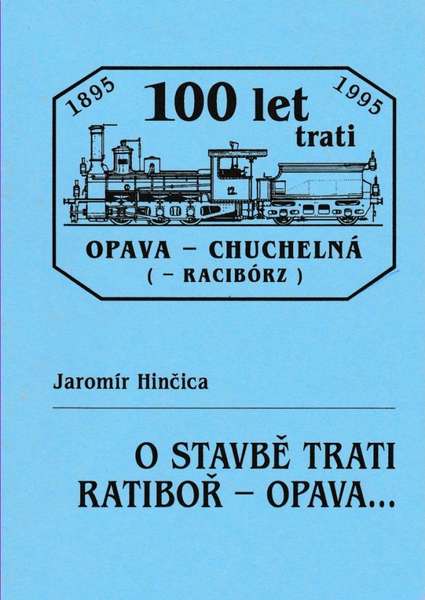 1895
1995
100 let
trati
12
OPAVA – CHUCHELNÁ
( – RACIBÓRZ )
Jaromír Hinčica
O STAVBĚ TRATI
RATIBOŘ – OPAVA...